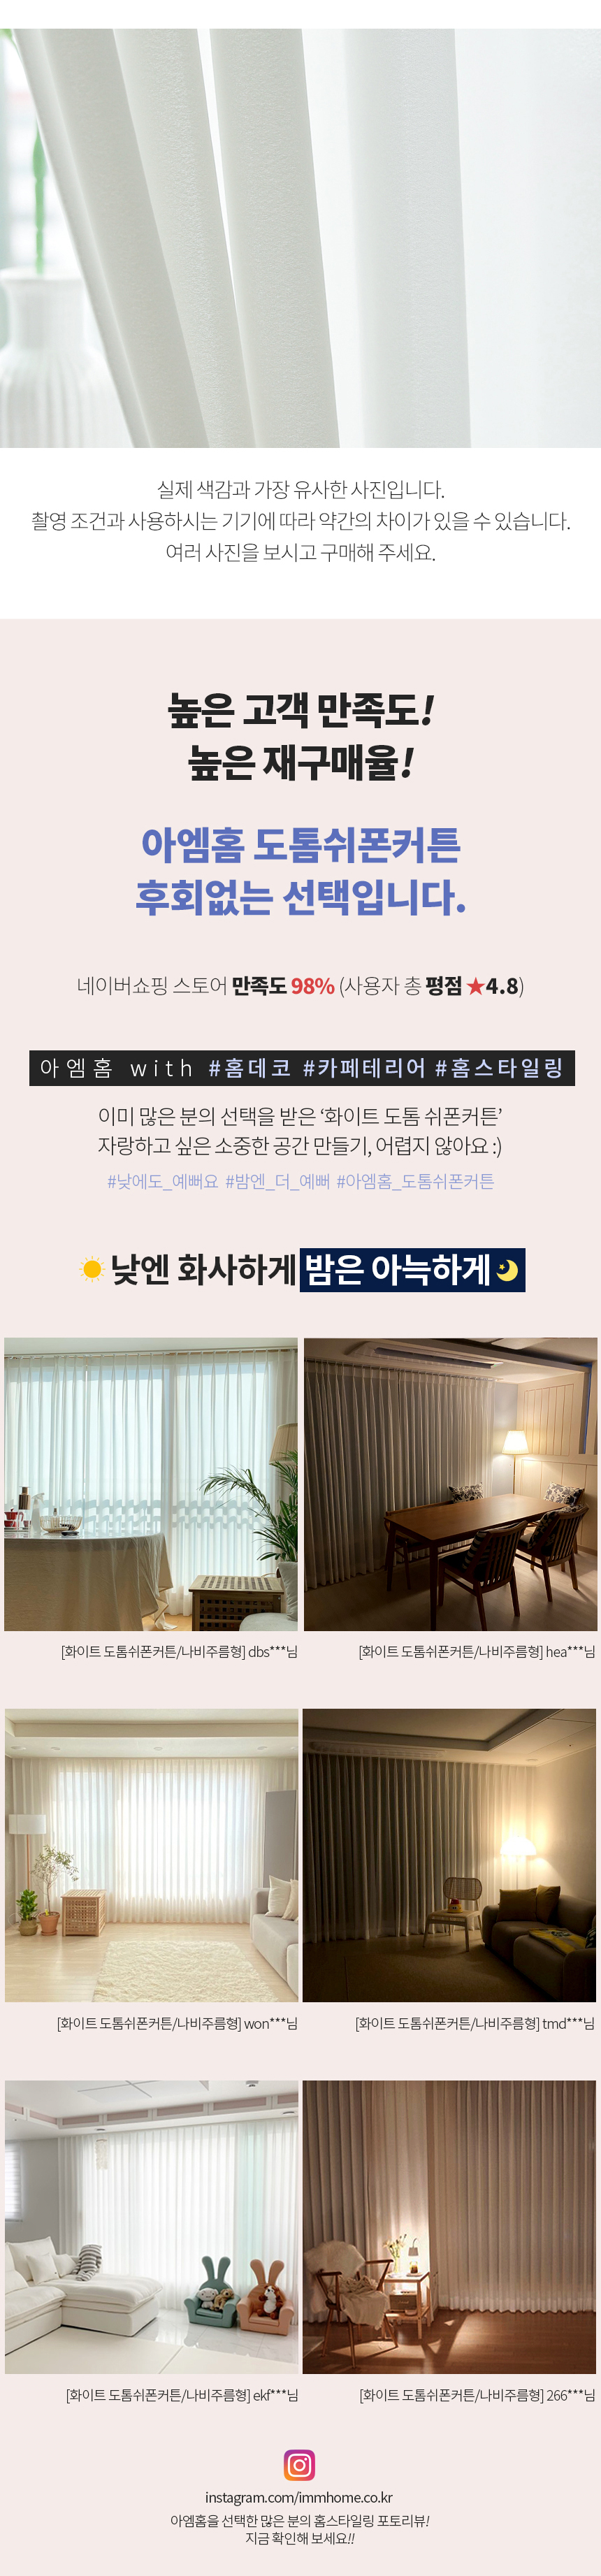 실제 색감과 가장 유사한 사진입니다.
촬영 조건과 사용하시는 기기에 따라 약간의 차이가 있을 수 있습니다.
여러 사진을 보시고 구매해 주세요.
높은 고객 만족도!
높은 재구매율!
아엠홈 도톰쉬폰커튼
후회없는 선택입니다.
네이버쇼핑 스토어 만족도 98% (사용자 총 평점 ★4.8)
아엠홈 with #홈데코 #카페테리어 #홈스타일링
이미 많은 분의 선택을 받은 ‘화이트 도톰 쉬폰커튼’
자랑하고 싶은 소중한 공간 만들기, 어렵지 않아요 :)
#낮에도_예뻐요 #밤엔_더_예뻐 #아엠홈_도톰쉬폰커튼
낮엔 화사하게 밤은 아늑하게
[화이트 도톰쉬폰커튼/나비주름형] dbs***님
[화이트 도톰쉬폰커튼/나비주름형] hea***님
[화이트 도톰쉬폰커튼/나비주름형] won***님
[화이트 도톰쉬폰커튼/나비주름형] tmd***님
[화이트 도톰쉬폰커튼/나비주름형] ekf***님
[화이트 도톰쉬폰커튼/나비주름형] 266***님
instagram.com/immhome.co.kr
아엠홈을 선택한 많은 분의 홈스타일링 포토리뷰!
지금 확인해 보세요!!